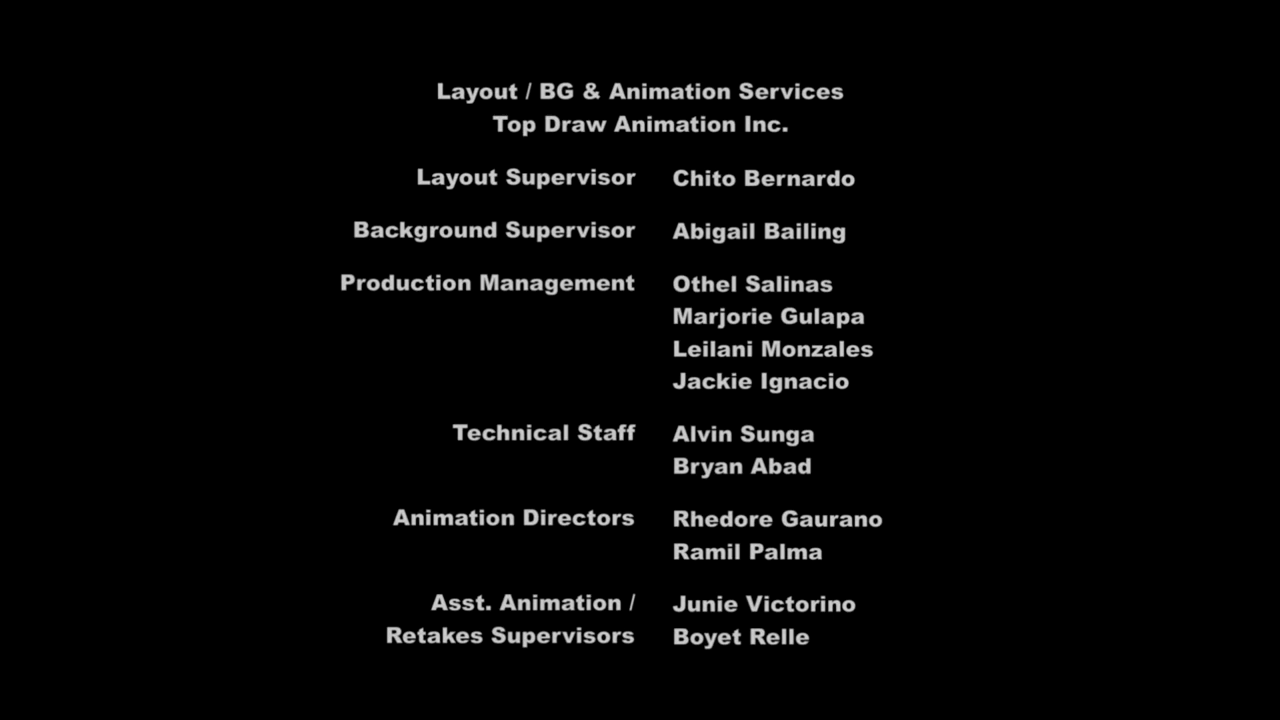 Layout / BG & Animation Services
Top Draw Animation Inc.
Layout Supervisor Chito Bernardo
Background Supervisor Abigail Bailing
Production Management Othel Salinas
Marjorie Gulapa
Leilani Monzales
Jackie Ignacio
Technical Staff Alvin Sunga
Bryan Abad
Animation Directors Rhedore Gaurano
Ramil Palma
Asst. Animation / Junie Victorino
Retakes Supervisors Boyet Relle